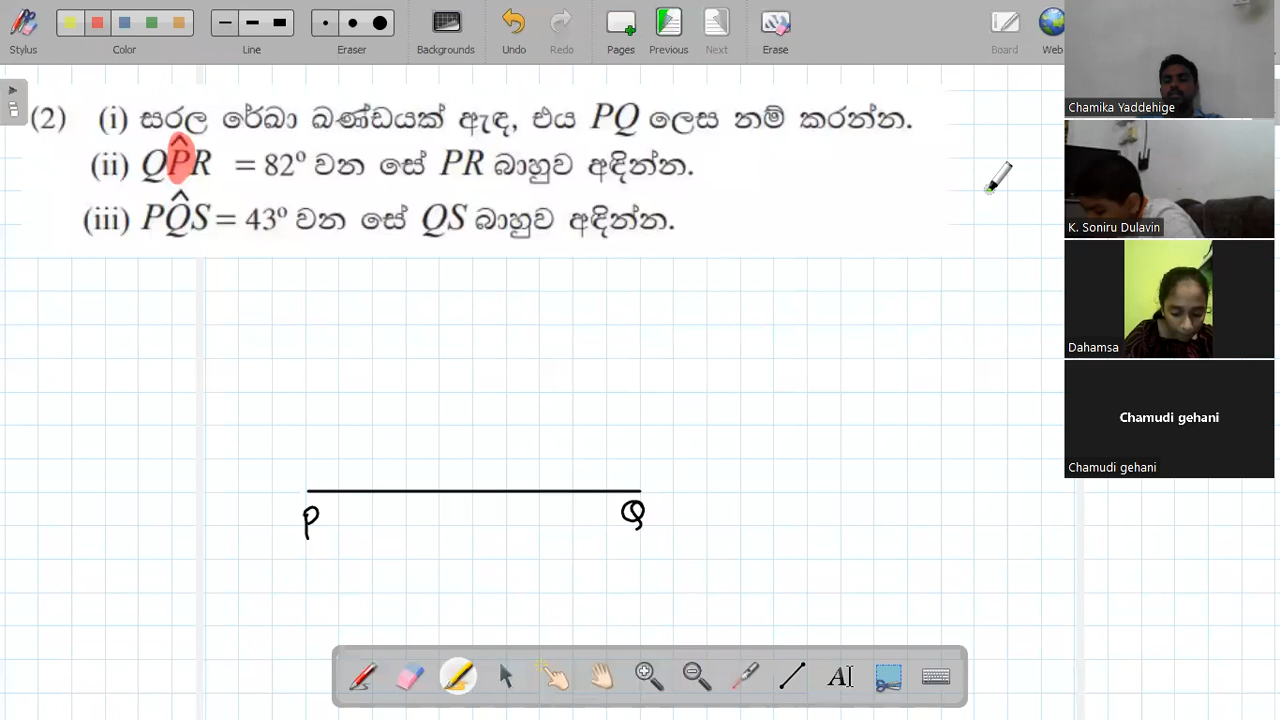 Stylus Color Line Eraser Backgrounds Undo Redo Pages Previous Next Erase Board Web
(2) (i) සරල රේඛා ඛණ්ඩයක් ඇඳ, එය PQ ලෙස නම් කරන්න.
(ii) QP̂R = 82° වන සේ PR බාහුව අඳින්න.
(iii) PQ̂S = 43° වන සේ QS බාහුව අඳින්න.
P Q
Chamika Yaddehige
K. Soniru Dulavin
Dahamsa
Chamudi gehani
Chamudi gehani